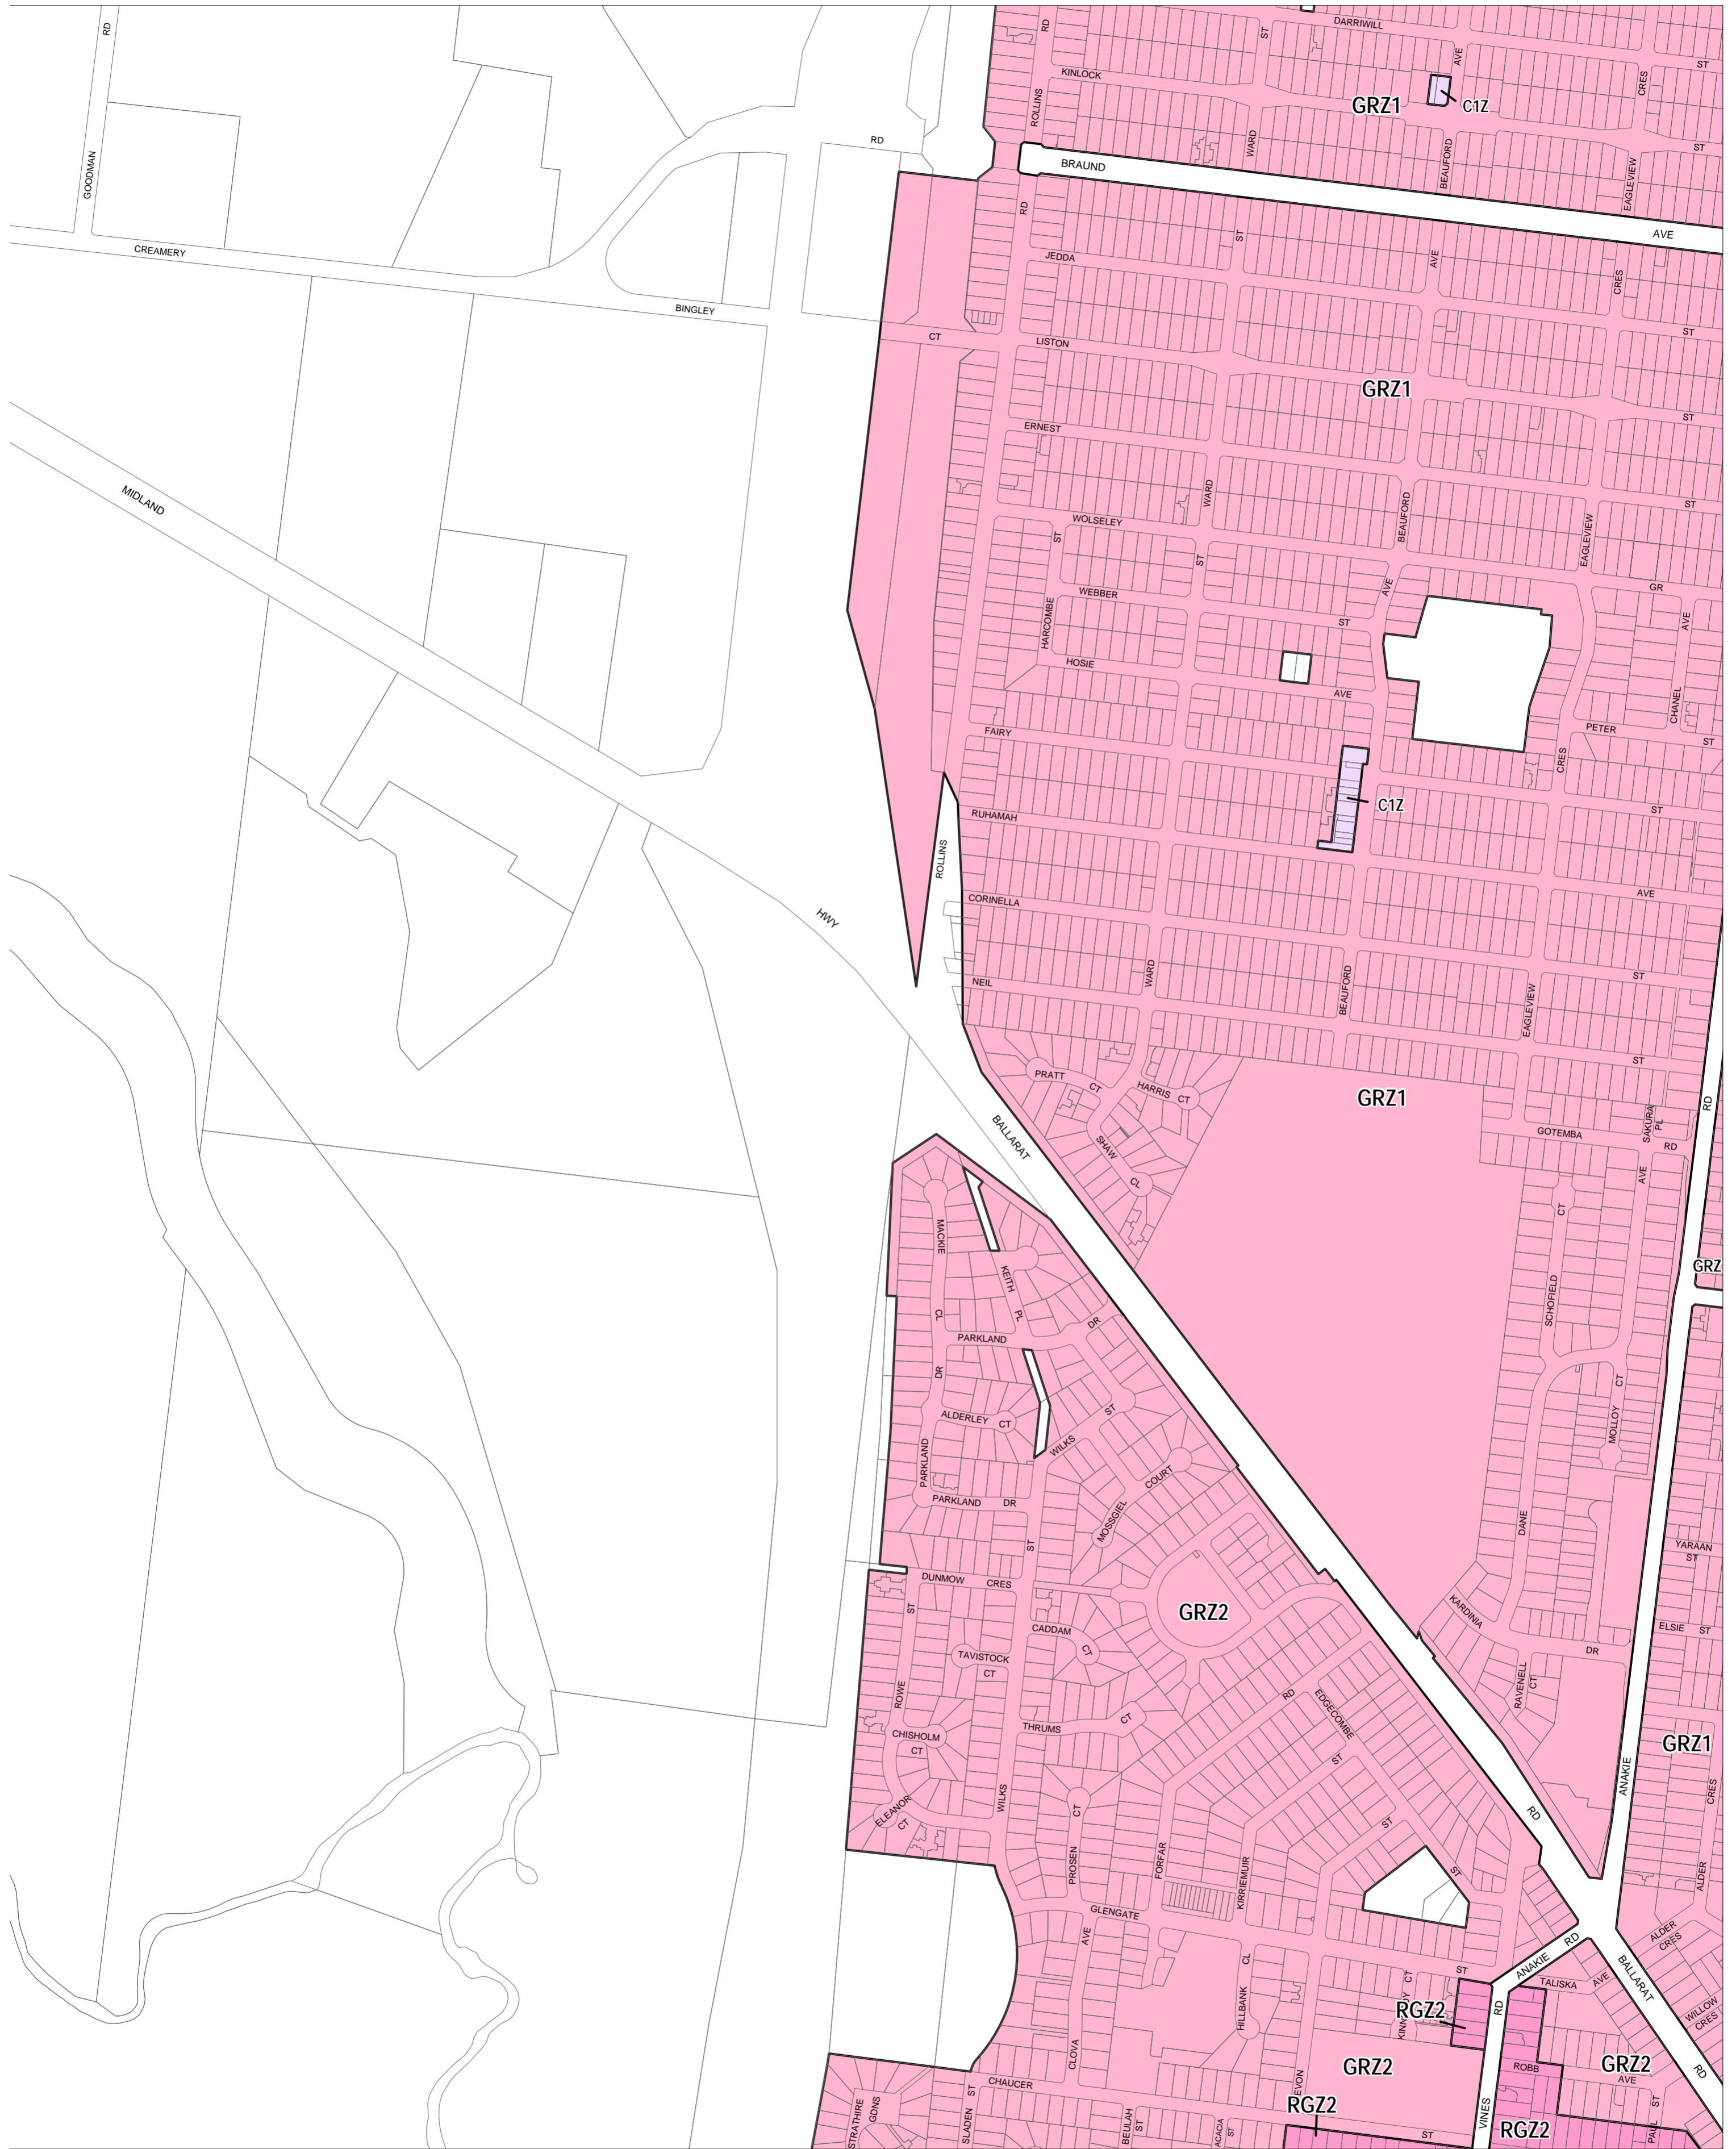 RD
DARRIWILL
RD
ST
AVE
ST
KINLOCK
CRES
GRZ1
C1Z
ROLLINS
RD
WARD
ST
GOODMAN
BRAUND
BEAUFORD
EAGLEVIEW
RD
ST
AVE
CREAMERY
JEDDA
AVE
CRES
BINGLEY
CT
LISTON
ST
GRZ1
ST
ERNEST
MIDLAND
WARD
BEAUFORD
ST
WOLSELEY
ST
ST
EAGLEVIEW
AVE
GR
WEBBER
HARCOMBE
ST
AVE
HOSIE
AVE
CHANEL
FAIRY
PETER
ST
CRES
C1Z
ST
RUHAMAH
ROLLINS
AVE
CORINELLA
HWY
WARD
BEAUFORD
ST
NEIL
EAGLEVIEW
ST
PRATT
CT
HARRIS CT
GRZ1
RD
BALLARAT
SHAW
CL
GOTEMBA
SAKURA
PL
RD
AVE
CT
MACKIE
KEITH
PL
CL
SCHOFIELD
GRZ
PARKLAND
DR
DR
CT
ALDERLEY CT
ST
MOLLOY
WILKS
PARKLAND
COURT
PARKLAND DR
MOSSGIEL
DANE
ST
YARAAN
ST
DUNMOW CRES
ST
GRZ2
KARDINIA
CADDAM
CT
ELSIE ST
TAVISTOCK
CT
DR
ROWE
RD
EDGECOMBE
RAVENELL
CT
CHISHOLM
CT
THRUMS
CT
ST
GRZ1
WILKS
ANAKIE
CRES
ELEANOR
CT
CT
RD
ST
PROSEN
FORFAR
KIRRIEMUIR
ST
ALDER
GLENGATE
AVE
ALDER
CRES
CL
ST
ANAKIE RD
BALLARAT
CT
TALISKA AVE
HILLBANK
RGZ2
RD
WILLOW
CRES
CLOVA
GRZ2
ROBB
AVE
GRZ2
RD
CHAUCER
ST
RGZ2
STRATHIRE
GDNS
SLADEN
BEULAH
ST
ACACIA
ST
ST
VINES
RGZ2
ST